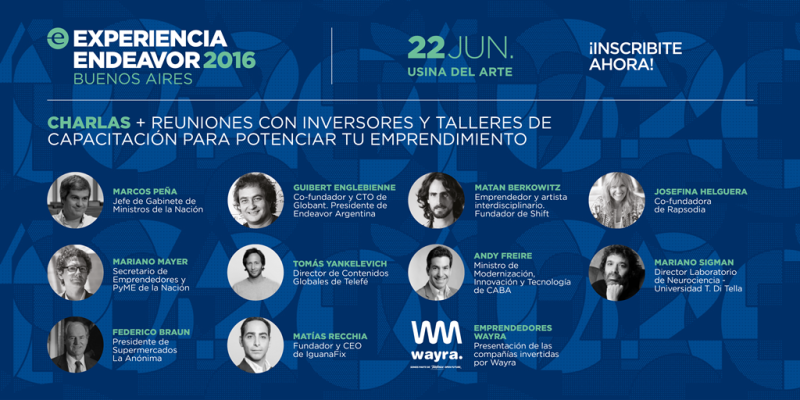 e EXPERIENCIA
ENDEAVOR 2016
BUENOS AIRES
22 JUN.
USINA DEL ARTE
¡INSCRIBITE
AHORA!
CHARLAS + REUNIONES CON INVERSORES Y TALLERES DE
CAPACITACIÓN PARA POTENCIAR TU EMPRENDIMIENTO
MARCOS PEÑA
Jefe de Gabinete de
Ministros de la Nación
GUIBERT ENGLEBIENNE
Co-fundador y CTO de
Globant. Presidente de
Endeavor Argentina
MATAN BERKOWITZ
Emprendedor y artista
interdisciplinario.
Fundador de Shift
JOSEFINA HELGUERA
Co-fundadora
de Rapsodia
MARIANO MAYER
Secretario de
Emprendedores y
PyME de la Nación
TOMÁS YANKELEVICH
Director de Contenidos
Globales de Telefé
ANDY FREIRE
Ministro de
Modernización,
Innovación y Tecnología
de CABA
MARIANO SIGMAN
Director Laboratorio
de Neurociencia -
Universidad T. Di Tella
FEDERICO BRAUN
Presidente de
Supermercados
La Anónima
MATÍAS RECCHIA
Fundador y CEO
de IguanaFix
wayra.
EMPRENDEDORES
WAYRA
Presentación de las
compañías invertidas
por Wayra